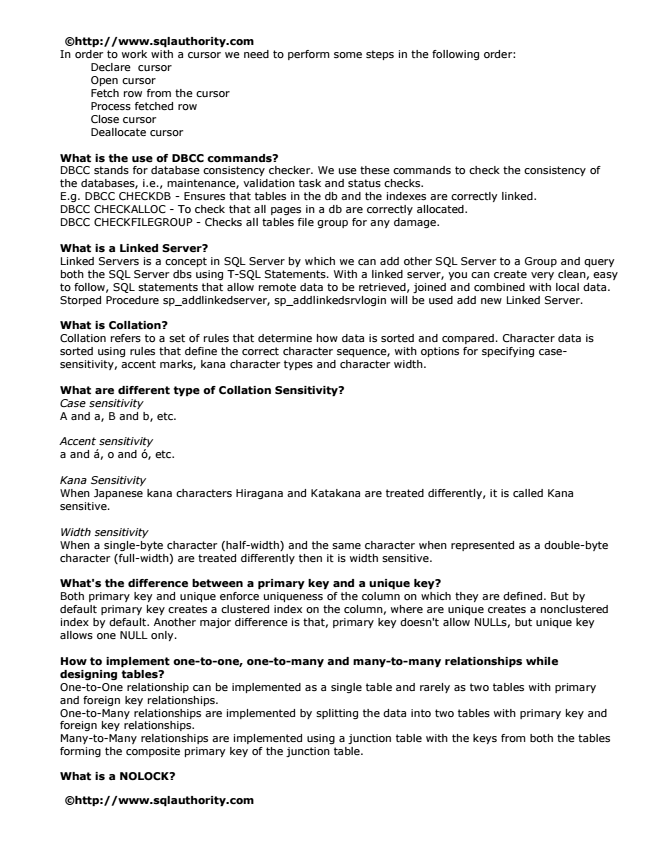 ©http://www.sqlauthority.com
In order to work with a cursor we need to perform some steps in the following order:
Declare cursor
Open cursor
Fetch row from the cursor
Process fetched row
Close cursor
Deallocate cursor
What is the use of DBCC commands?
DBCC stands for database consistency checker. We use these commands to check the consistency of
the databases, i.e., maintenance, validation task and status checks.
E.g. DBCC CHECKDB - Ensures that tables in the db and the indexes are correctly linked.
DBCC CHECKALLOC - To check that all pages in a db are correctly allocated.
DBCC CHECKFILEGROUP - Checks all tables file group for any damage.
What is a Linked Server?
Linked Servers is a concept in SQL Server by which we can add other SQL Server to a Group and query
both the SQL Server dbs using T-SQL Statements. With a linked server, you can create very clean, easy
to follow, SQL statements that allow remote data to be retrieved, joined and combined with local data.
Storped Procedure sp_addlinkedserver, sp_addlinkedsrvlogin will be used add new Linked Server.
What is Collation?
Collation refers to a set of rules that determine how data is sorted and compared. Character data is
sorted using rules that define the correct character sequence, with options for specifying case-
sensitivity, accent marks, kana character types and character width.
What are different type of Collation Sensitivity?
Case sensitivity
A and a, B and b, etc.
Accent sensitivity
a and á, o and ó, etc.
Kana Sensitivity
When Japanese kana characters Hiragana and Katakana are treated differently, it is called Kana
sensitive.
Width sensitivity
When a single-byte character (half-width) and the same character when represented as a double-byte
character (full-width) are treated differently then it is width sensitive.
What's the difference between a primary key and a unique key?
Both primary key and unique enforce uniqueness of the column on which they are defined. But by
default primary key creates a clustered index on the column, where are unique creates a nonclustered
index by default. Another major difference is that, primary key doesn't allow NULLs, but unique key
allows one NULL only.
How to implement one-to-one, one-to-many and many-to-many relationships while
designing tables?
One-to-One relationship can be implemented as a single table and rarely as two tables with primary
and foreign key relationships.
One-to-Many relationships are implemented by splitting the data into two tables with primary key and
foreign key relationships.
Many-to-Many relationships are implemented using a junction table with the keys from both the tables
forming the composite primary key of the junction table.
What is a NOLOCK?
©http://www.sqlauthority.com